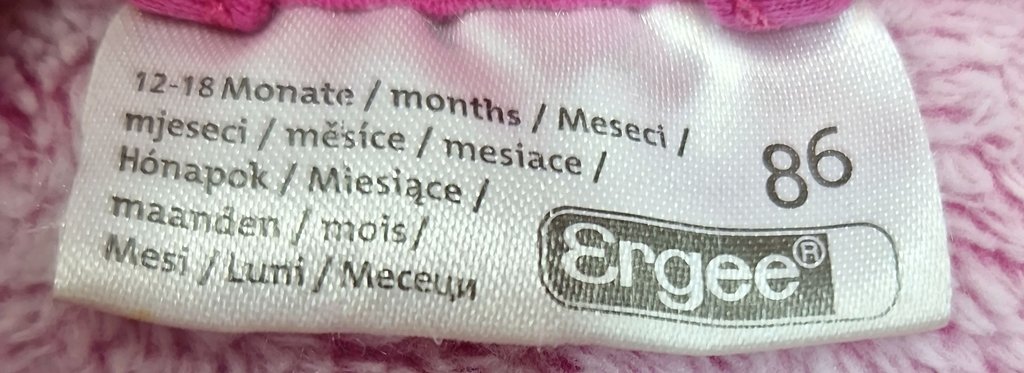 12-18 Monate / months / Meseci /
mjeseci / měsíce / mesiace /
Hónapok / Miesiące /
maanden / mois /
Mesi / Luni / Месеци
86
Ergee®